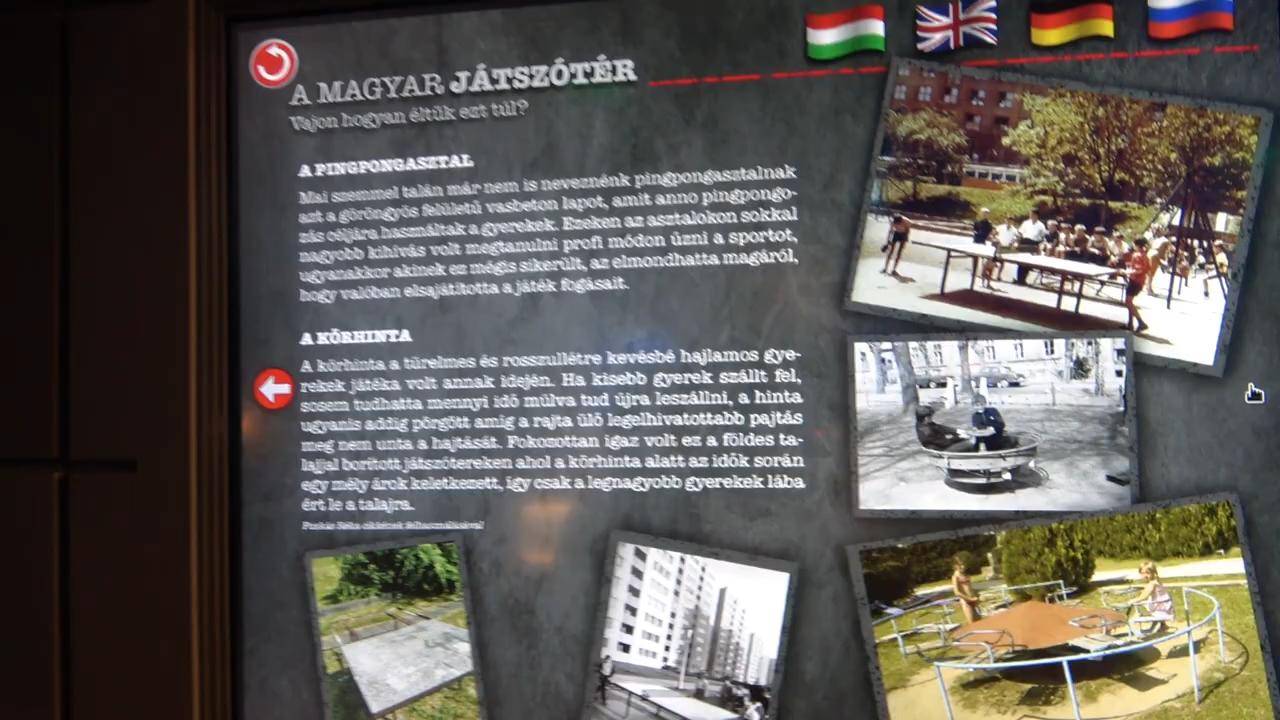 A MAGYAR JÁTSZÓTÉR
Vajon hogyan éltük ezt túl?
A PINGPONGASZTAL
Mai szemmel talán már nem is neveznénk pingpongasztalnak
azt a göröngyös felületű vasbeton lapot, amit anno pingpongo-
zás céljára használtak a gyerekek. Ezeken az asztalokon sokkal
nagyobb kihívás volt megtanulni profi módon űzni a sportot,
ugyanakkor akinek ez mégis sikerült, az elmondhatta magáról,
hogy valóban elsajátította a játék fogásait.
A KÖRHINTA
A körhinta a türelmes és rosszullétre kevésbé hajlamos gye-
rekek játéka volt annak idején. Ha kisebb gyerek szállt fel,
sosem tudhatta mennyi idő múlva tud újra leszállni, a hinta
ugyanis addig pörgött amíg a rajta ülő legelhivatottabb pajtás
meg nem unta a hajtását. Fokozottan igaz volt ez a földes ta-
lajjal borított játszótereken ahol a körhinta alatt az idők során
egy mély árok keletkezett, így csak a legnagyobb gyerekek lába
ért le a talajra.